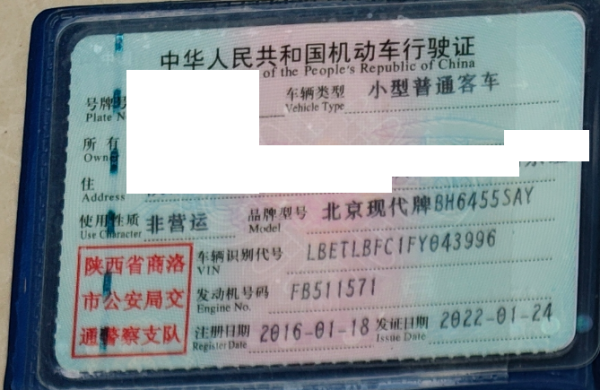 中华人民共和国机动车行驶证
of the People's Republic of China
号牌号 车辆类型 小型普通客车
Plate N Vehicle Type
所有
Owner
住
Address
使用性质 非营运 品牌型号 北京现代牌BH6455SAY
Use Character Model
陕西省商洛
市公安局交
通警察支队
车辆识别代号 LBETLBFC1FY043996
VIN
发动机号码 FB511571
Engine No.
注册日期 2016-01-18 发证日期 2022-01-24
Register Date Issue Date